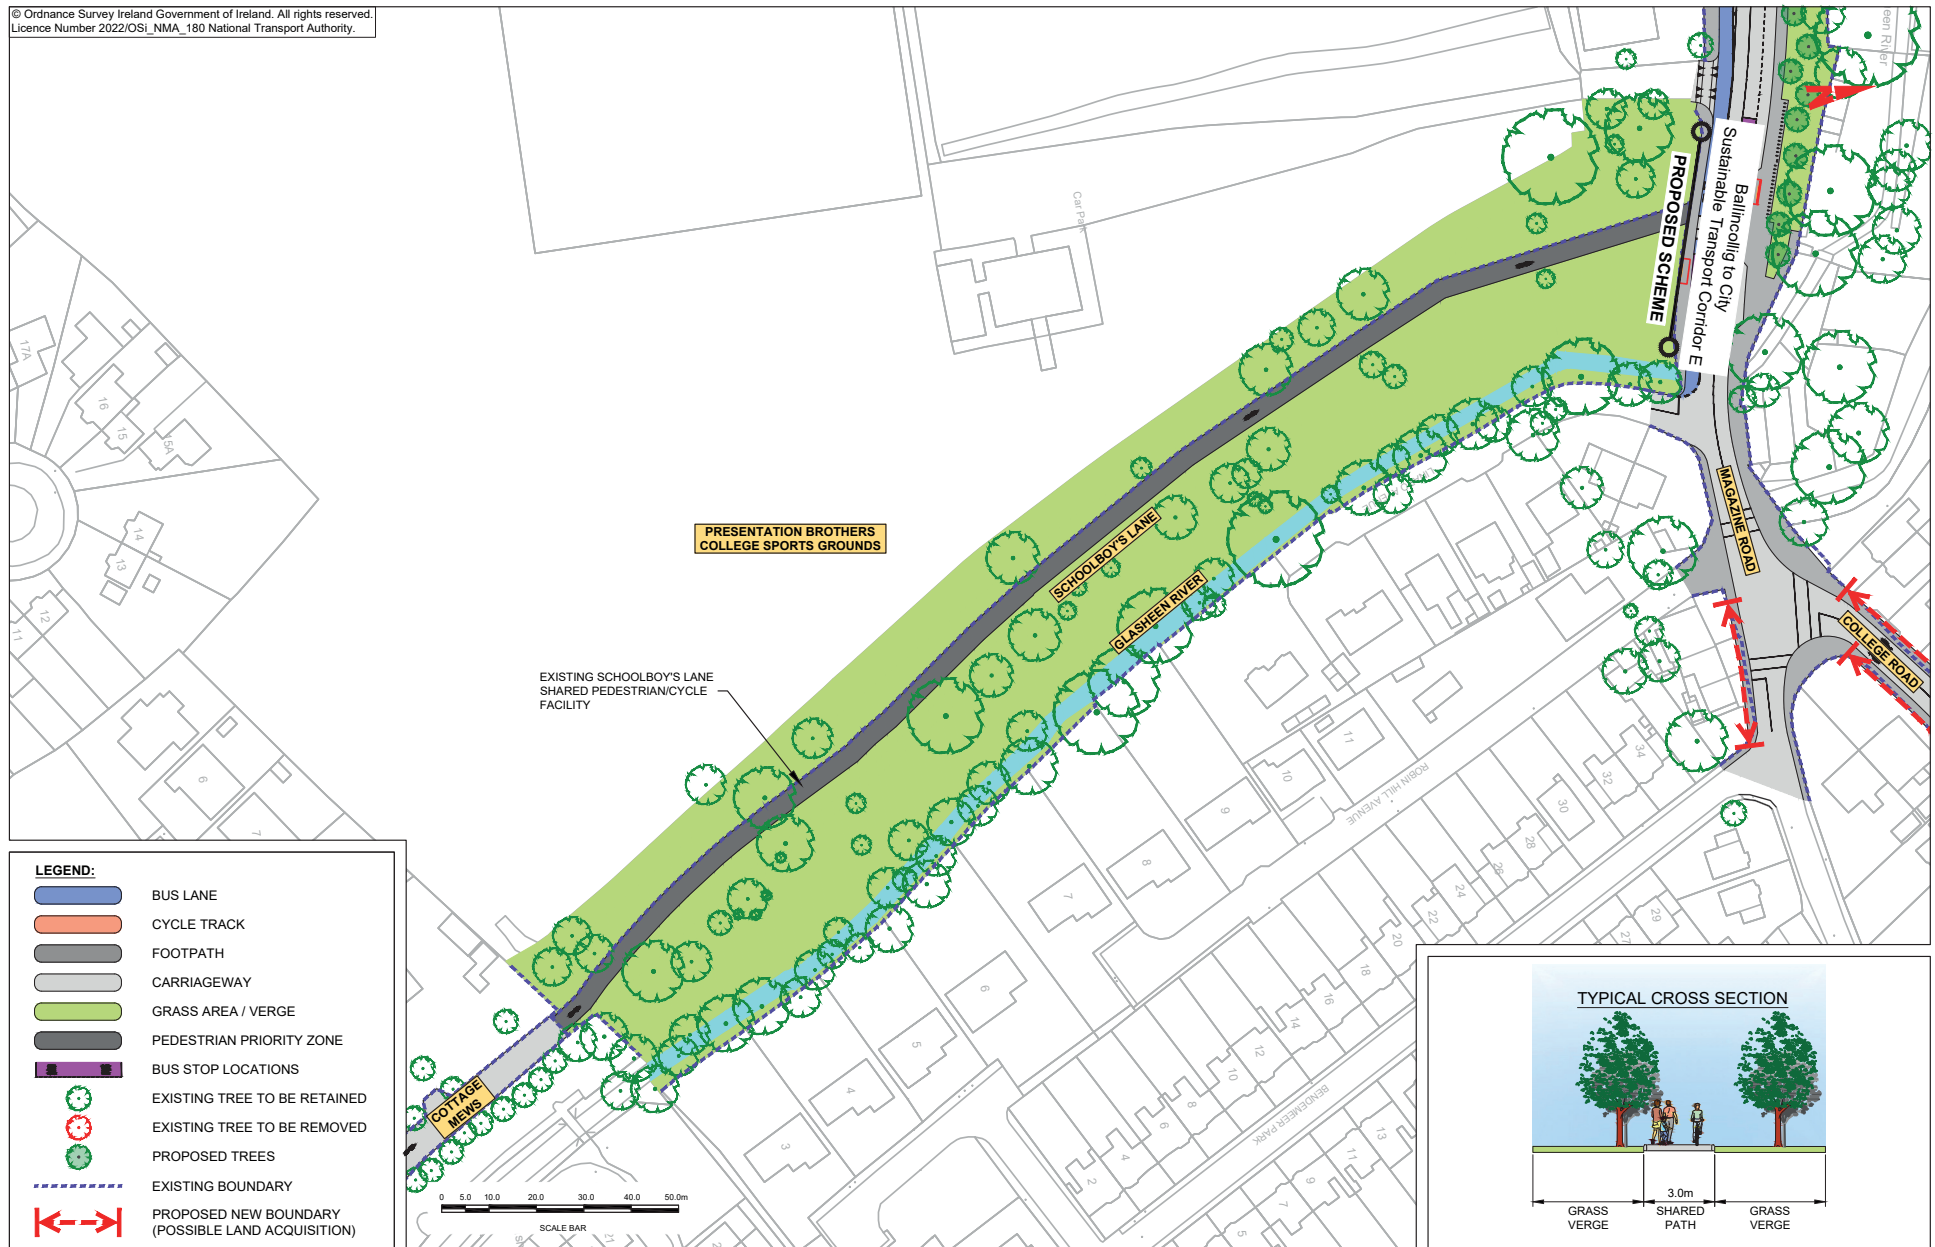 © Ordnance Survey Ireland Government of Ireland. All rights reserved.
Licence Number 2022/OSi_NMA_180 National Transport Authority.
een River
Car Park
Ballincollig to City
Sustainable Transport Corridor E
PROPOSED SCHEME
MAGAZINE ROAD
COLLEGE ROAD
PRESENTATION BROTHERS
COLLEGE SPORTS GROUNDS
SCHOOLBOY'S LANE
GLASHEEN RIVER
EXISTING SCHOOLBOY'S LANE
SHARED PEDESTRIAN/CYCLE
FACILITY
17A
16
15
15A
14
13
12
11
6
7
ROBIN HILL AVENUE
11
10
9
8
7
6
5
4
3
34
32
30
28
26
24
22
20
18
16
14
12
10
8
6
4
2
29
27
BENDEMEER PARK
13
11
9
7
5
21
COTTAGE
MEWS
LEGEND:
BUS LANE
CYCLE TRACK
FOOTPATH
CARRIAGEWAY
GRASS AREA / VERGE
PEDESTRIAN PRIORITY ZONE
BUS STOP LOCATIONS
EXISTING TREE TO BE RETAINED
EXISTING TREE TO BE REMOVED
PROPOSED TREES
EXISTING BOUNDARY
PROPOSED NEW BOUNDARY
(POSSIBLE LAND ACQUISITION)
0 5.0 10.0 20.0 30.0 40.0 50.0m
SCALE BAR
TYPICAL CROSS SECTION
3.0m
GRASS
VERGE
SHARED
PATH
GRASS
VERGE